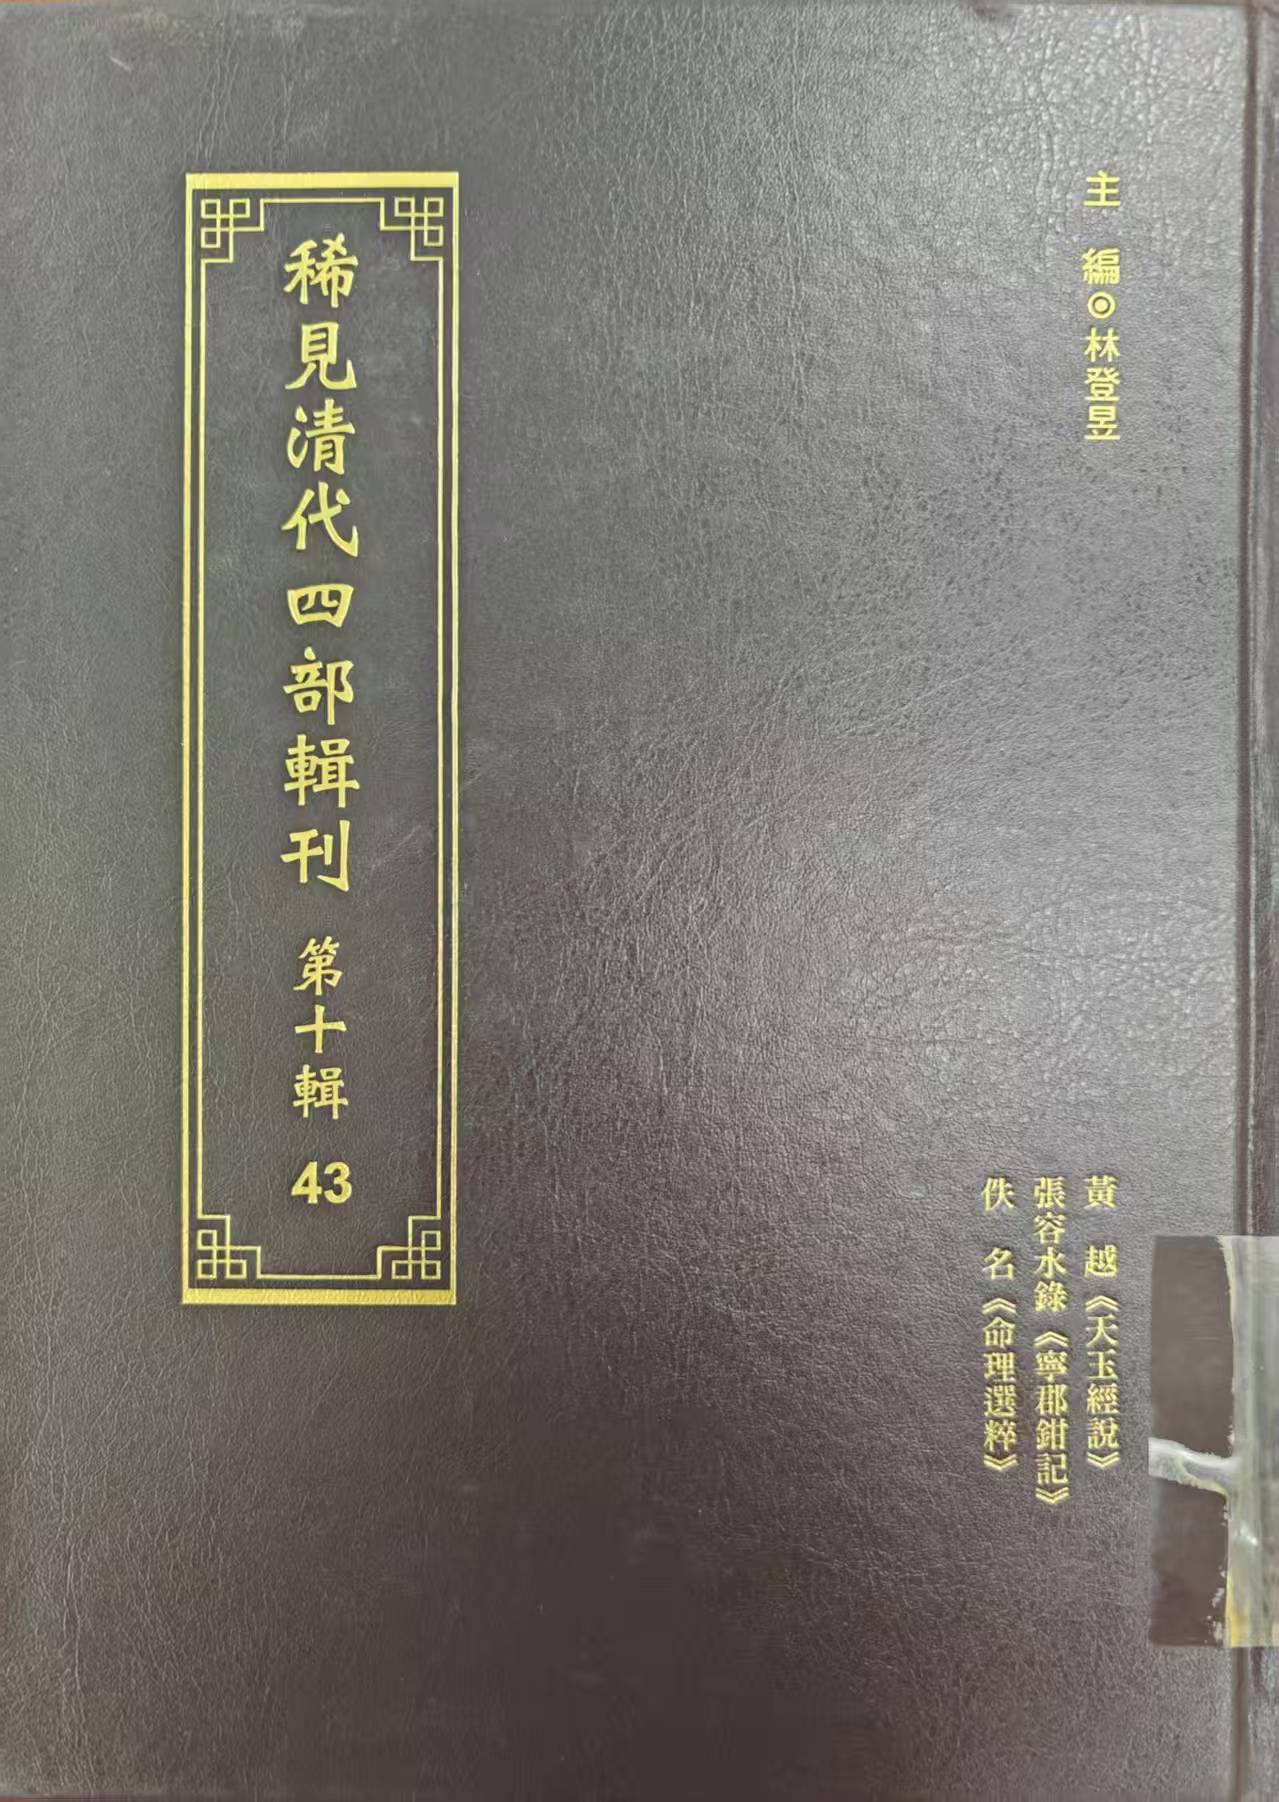 主 編◎林登昱
黃 越《天玉經說》
張容水錄《寧郡鉗記》
佚 名《命理選粹》
稀見清代四部輯刊 第十輯 43